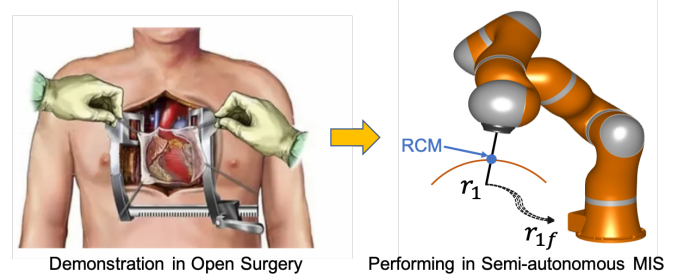 RCM
r1
r1f
Demonstration in Open Surgery
Performing in Semi-autonomous MIS